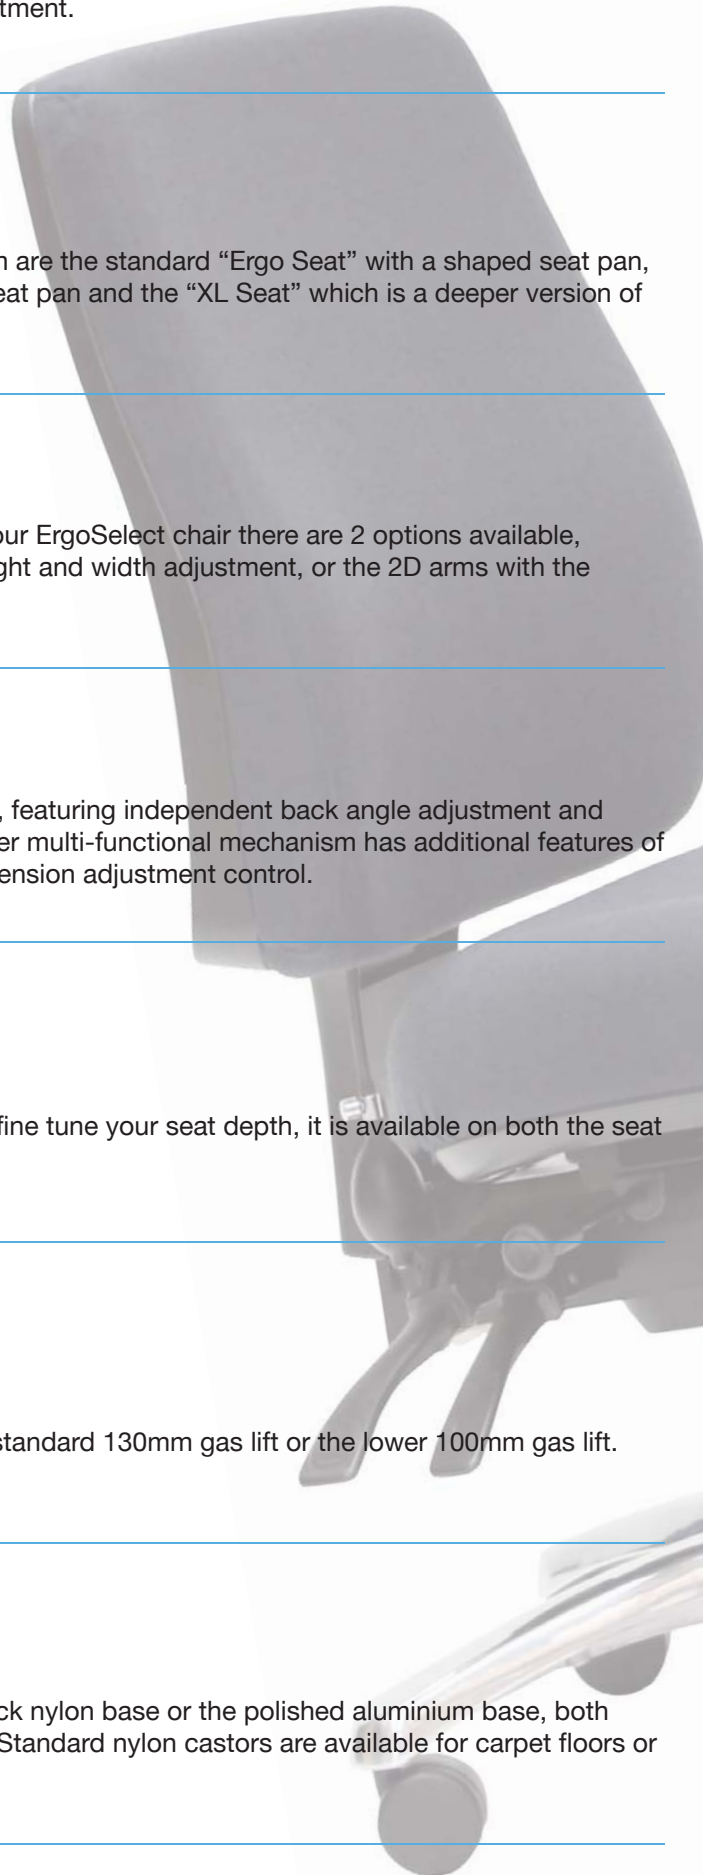 tment.
n are the standard “Ergo Seat” with a shaped seat pan,
eat pan and the “XL Seat” which is a deeper version of
our ErgoSelect chair there are 2 options available,
ght and width adjustment, or the 2D arms with the
, featuring independent back angle adjustment and
er multi-functional mechanism has additional features of
ension adjustment control.
fine tune your seat depth, it is available on both the seat
standard 130mm gas lift or the lower 100mm gas lift.
ck nylon base or the polished aluminium base, both
Standard nylon castors are available for carpet floors or